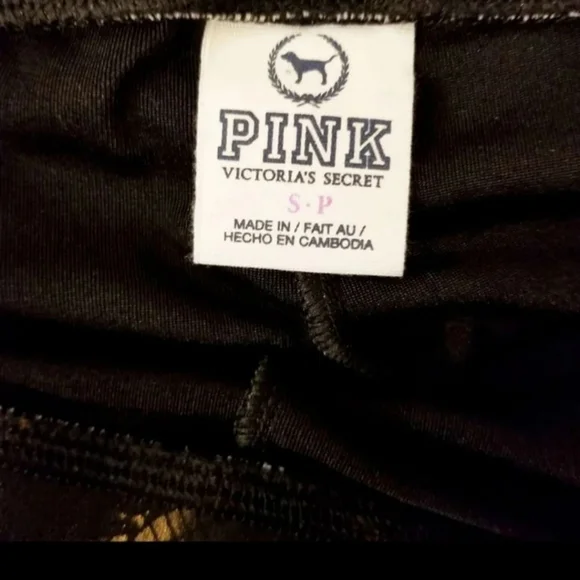 PINK
VICTORIA'S SECRET
S·P
MADE IN / FAIT AU /
HECHO EN CAMBODIA